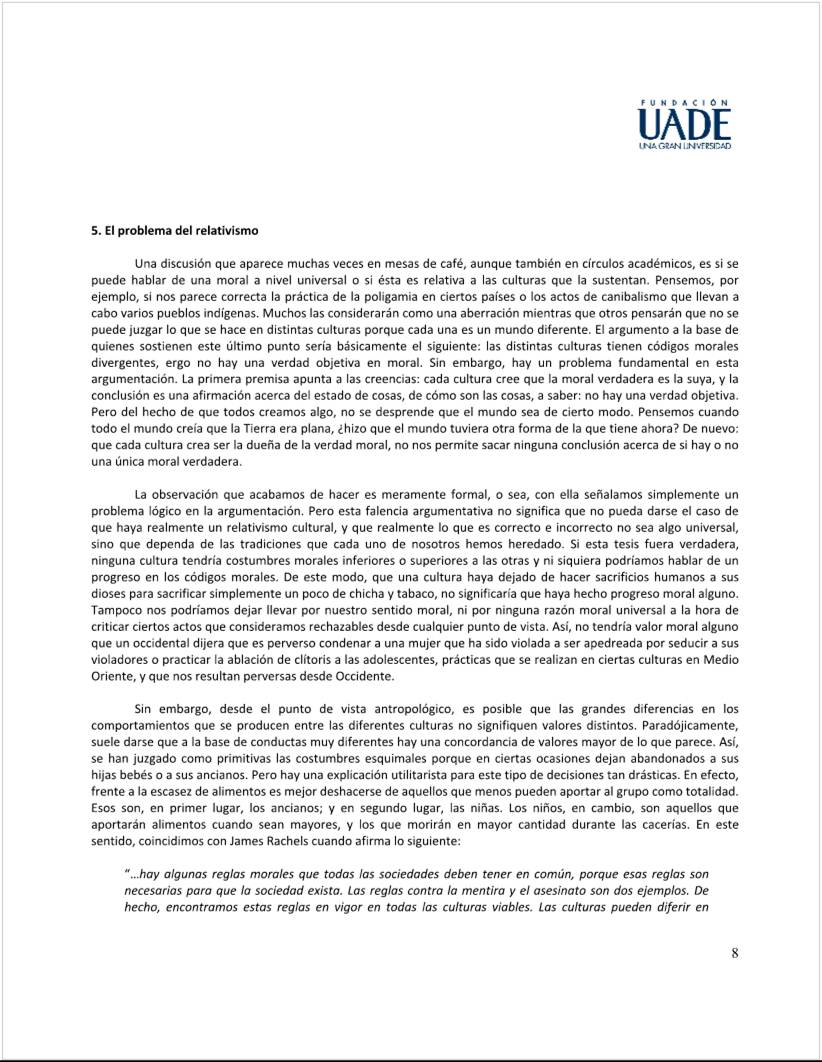 FUNDACIÓN
UADE
UNA GRAN UNIVERSIDAD
5. El problema del relativismo
Una discusión que aparece muchas veces en mesas de café, aunque también en círculos académicos, es si se
puede hablar de una moral a nivel universal o si ésta es relativa a las culturas que la sustentan. Pensemos, por
ejemplo, si nos parece correcta la práctica de la poligamia en ciertos países o los actos de canibalismo que llevan a
cabo varios pueblos indígenas. Muchos las considerarán como una aberración mientras que otros pensarán que no se
puede juzgar lo que se hace en distintas culturas porque cada una es un mundo diferente. El argumento a la base de
quienes sostienen este último punto sería básicamente el siguiente: las distintas culturas tienen códigos morales
divergentes, ergo no hay una verdad objetiva en moral. Sin embargo, hay un problema fundamental en esta
argumentación. La primera premisa apunta a las creencias: cada cultura cree que la moral verdadera es la suya, y la
conclusión es una afirmación acerca del estado de cosas, de cómo son las cosas, a saber: no hay una verdad objetiva.
Pero del hecho de que todos creamos algo, no se desprende que el mundo sea de cierto modo. Pensemos cuando
todo el mundo creía que la Tierra era plana, ¿hizo que el mundo tuviera otra forma de la que tiene ahora? De nuevo:
que cada cultura crea ser la dueña de la verdad moral, no nos permite sacar ninguna conclusión acerca de si hay o no
una única moral verdadera.
La observación que acabamos de hacer es meramente formal, o sea, con ella señalamos simplemente un
problema lógico en la argumentación. Pero esta falencia argumentativa no significa que no pueda darse el caso de
que haya realmente un relativismo cultural, y que realmente lo que es correcto e incorrecto no sea algo universal,
sino que dependa de las tradiciones que cada uno de nosotros hemos heredado. Si esta tesis fuera verdadera,
ninguna cultura tendría costumbres morales inferiores o superiores a las otras y ni siquiera podríamos hablar de un
progreso en los códigos morales. De este modo, que una cultura haya dejado de hacer sacrificios humanos a sus
dioses para sacrificar simplemente un poco de chicha y tabaco, no significaría que haya hecho progreso moral alguno.
Tampoco nos podríamos dejar llevar por nuestro sentido moral, ni por ninguna razón moral universal a la hora de
criticar ciertos actos que consideramos rechazables desde cualquier punto de vista. Así, no tendría valor moral alguno
que un occidental dijera que es perverso condenar a una mujer que ha sido violada a ser apedreada por seducir a sus
violadores o practicar la ablación de clítoris a las adolescentes, prácticas que se realizan en ciertas culturas en Medio
Oriente, y que nos resultan perversas desde Occidente.
Sin embargo, desde el punto de vista antropológico, es posible que las grandes diferencias en los
comportamientos que se producen entre las diferentes culturas no signifiquen valores distintos. Paradójicamente,
suele darse que a la base de conductas muy diferentes hay una concordancia de valores mayor de lo que parece. Así,
se han juzgado como primitivas las costumbres esquimales porque en ciertas ocasiones dejan abandonados a sus
hijas bebés o a sus ancianos. Pero hay una explicación utilitarista para este tipo de decisiones tan drásticas. En efecto,
frente a la escasez de alimentos es mejor deshacerse de aquellos que menos pueden aportar al grupo como totalidad.
Esos son, en primer lugar, los ancianos; y en segundo lugar, las niñas. Los niños, en cambio, son aquellos que
aportarán alimentos cuando sean mayores, y los que morirán en mayor cantidad durante las cacerías. En este
sentido, coincidimos con James Rachels cuando afirma lo siguiente:
“…hay algunas reglas morales que todas las sociedades deben tener en común, porque esas reglas son
necesarias para que la sociedad exista. Las reglas contra la mentira y el asesinato son dos ejemplos. De
hecho, encontramos estas reglas en vigor en todas las culturas viables. Las culturas pueden diferir en
8